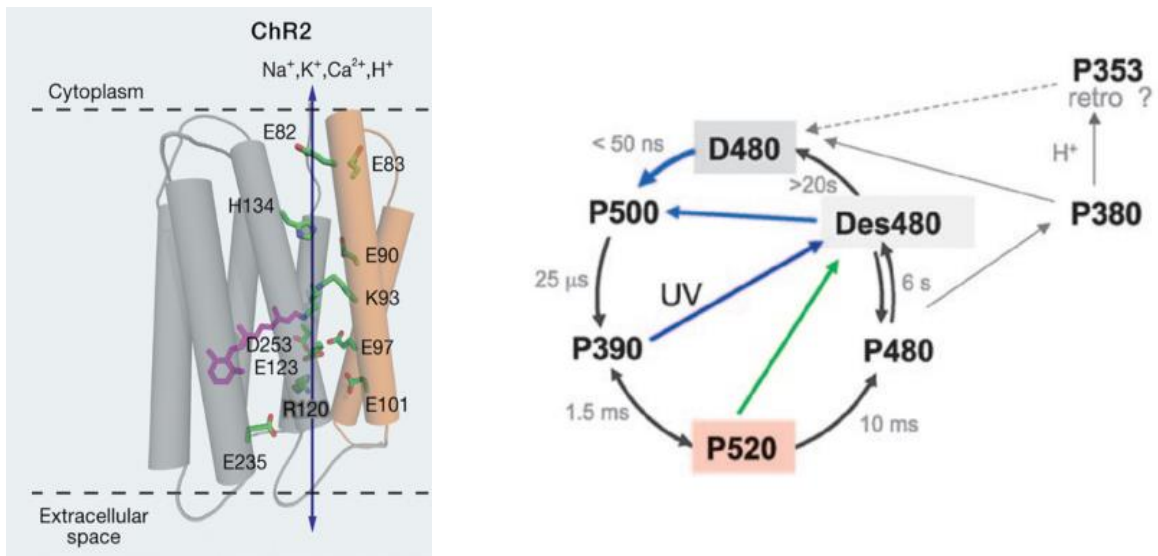 ChR2
Na⁺,K⁺,Ca²⁺,H⁺
Cytoplasm
E82
E83
H134
E90
K93
D253
E97
E123
R120
E101
E235
Extracellular
space
P353
retro ?
< 50 ns
D480
H⁺
>20s
P500
Des480
P380
25 µs
UV
6 s
P390
P480
1.5 ms
10 ms
P520